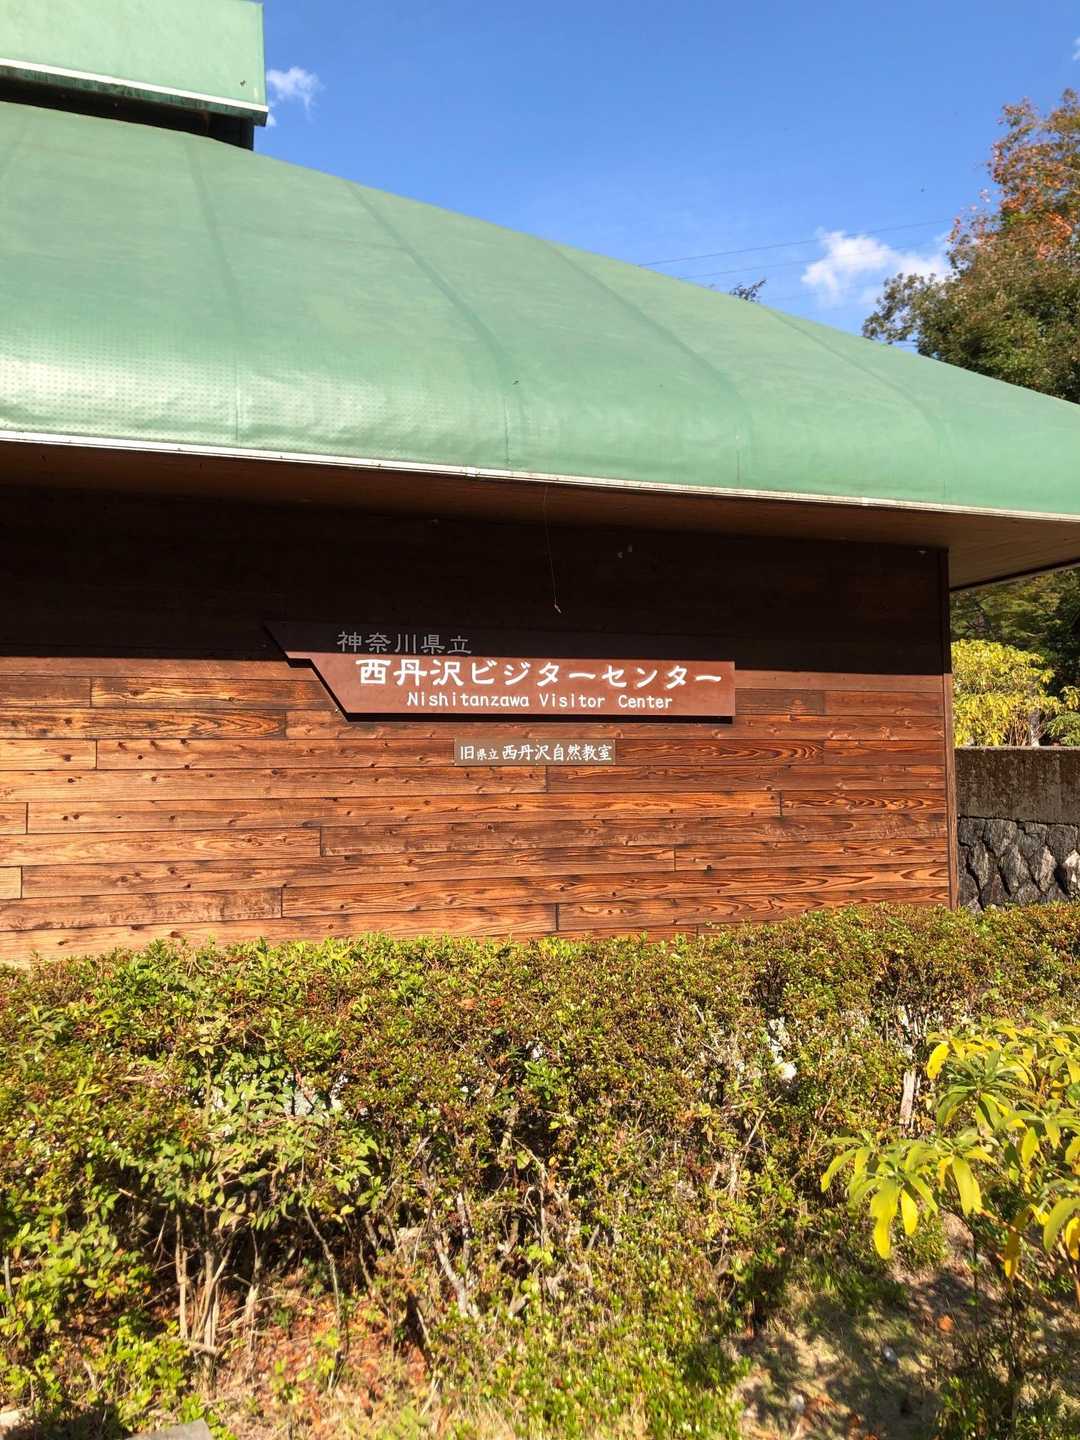 神奈川県立
西丹沢ビジターセンター
Nishitanzawa Visitor Center
旧県立西丹沢自然教室